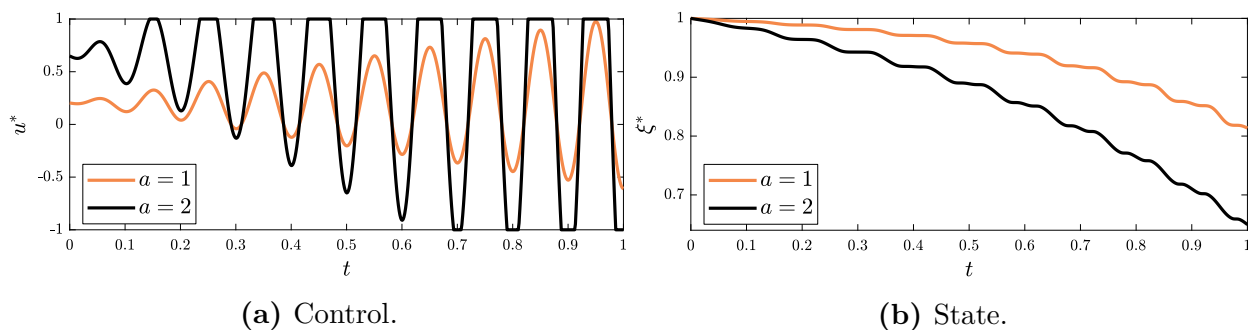 1
0.5
0
-0.5
-1
u*
a = 1
a = 2
0 0.1 0.2 0.3 0.4 0.5 0.6 0.7 0.8 0.9 1
t
(a) Control.
1
0.9
0.8
0.7
ξ*
a = 1
a = 2
0.1 0.2 0.3 0.4 0.5 0.6 0.7 0.8 0.9 1
t
(b) State.